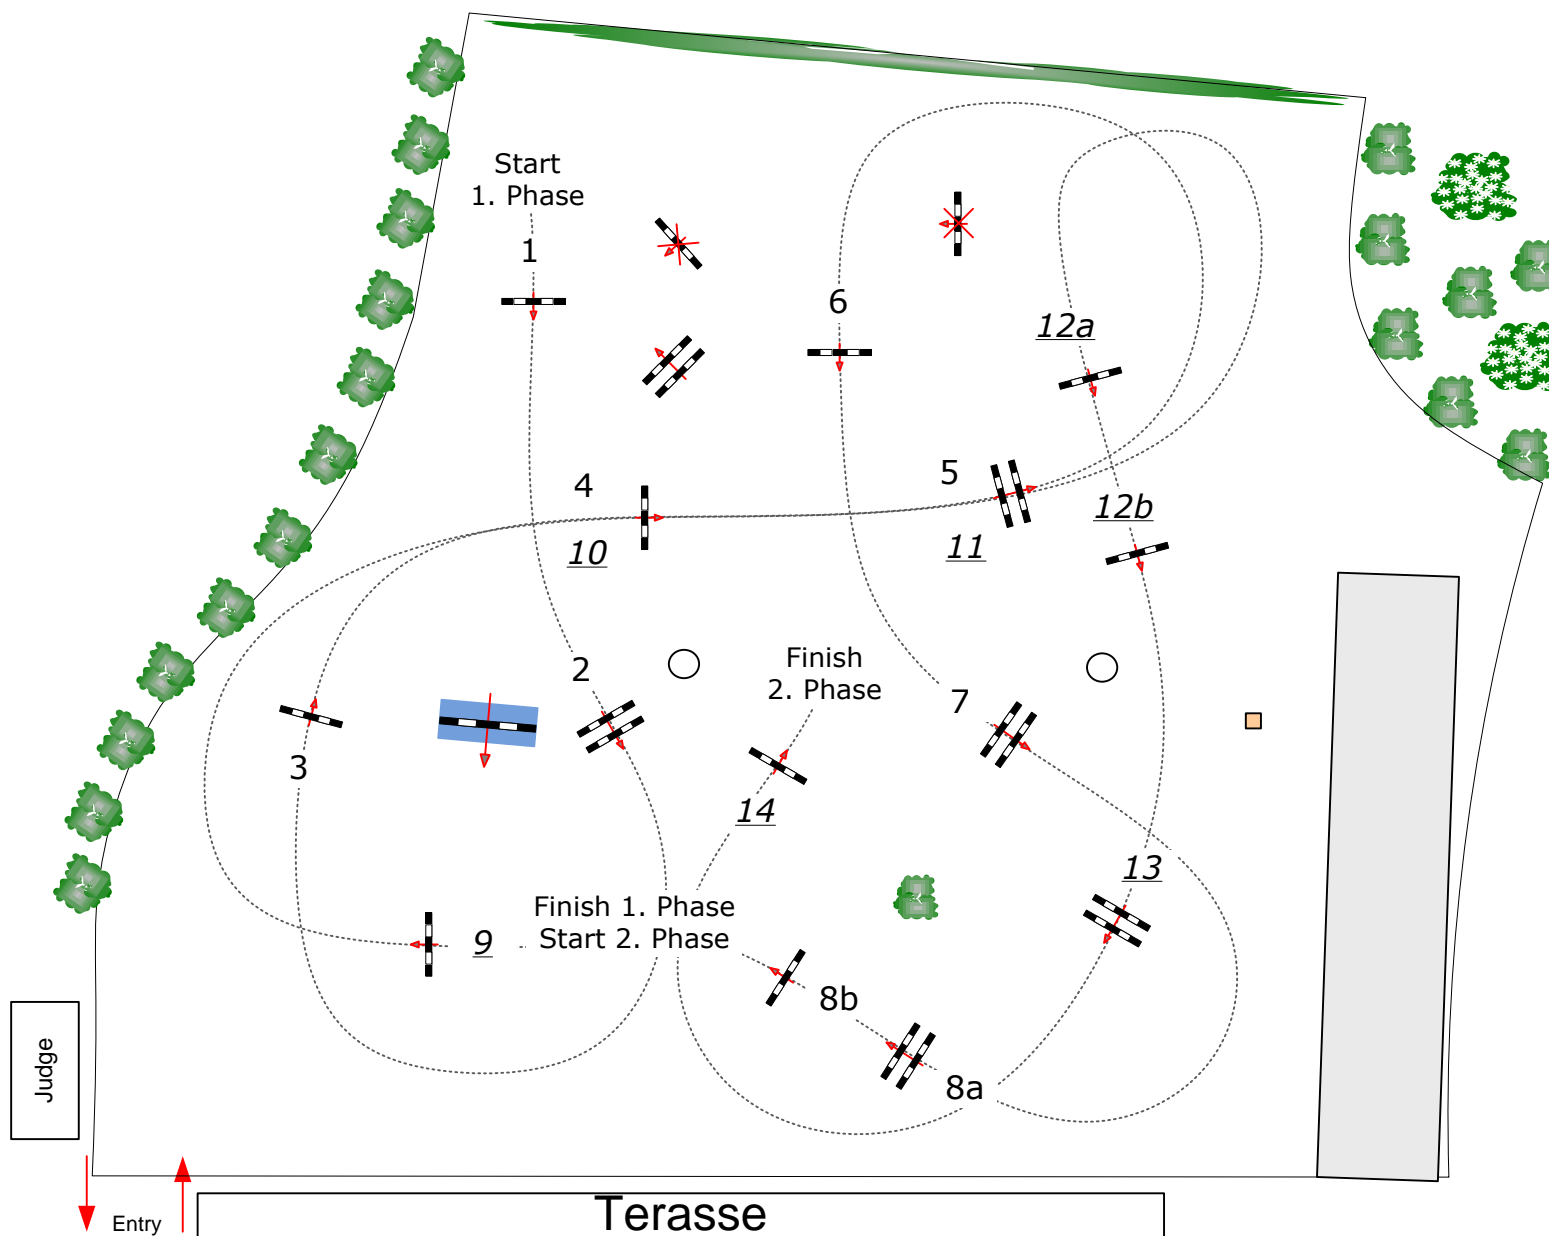 Start
1. Phase
1
6
12a
4
5
12b
10
11
2
Finish
2. Phase
7
3
14
13
Finish 1. Phase
Start 2. Phase
9
8b
8a
Judge
Entry
Terasse